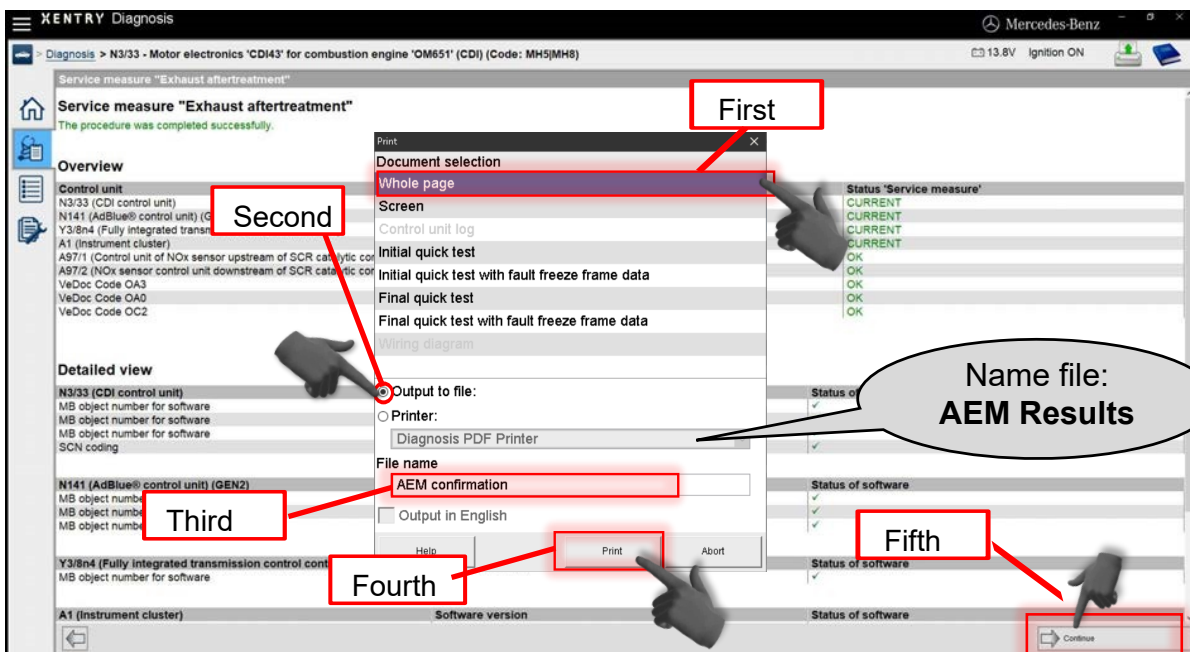 XENTRY Diagnosis
Mercedes-Benz
> Diagnosis > N3/33 - Motor electronics 'CDI43' for combustion engine 'OM651' (CDI) (Code: MH5|MH8)
13.8V Ignition ON
Service measure "Exhaust aftertreatment"
Service measure "Exhaust aftertreatment"
The procedure was completed successfully.
First
Print
Document selection
Whole page
Screen
Control unit log
Initial quick test
Initial quick test with fault freeze frame data
Final quick test
Final quick test with fault freeze frame data
Wiring diagram
Second
Overview
Control unit
Status 'Service measure'
N3/33 (CDI control unit)
CURRENT
N141 (AdBlue® control unit) (G
CURRENT
Y3/8n4 (Fully integrated transm
CURRENT
A1 (Instrument cluster)
CURRENT
A97/1 (Control unit of NOx sensor upstream of SCR catalytic con
OK
A97/2 (NOx sensor control unit downstream of SCR catalytic con
OK
VeDoc Code OA3
OK
VeDoc Code OA0
OK
VeDoc Code OC2
OK
Output to file:
Printer:
Diagnosis PDF Printer
File name
AEM confirmation
Output in English
Help
Print
Abort
Name file:
AEM Results
Third
Fourth
Fifth
Detailed view
N3/33 (CDI control unit)
Status of
MB object number for software
MB object number for software
MB object number for software
SCN coding
N141 (AdBlue® control unit) (GEN2)
Status of software
MB object numbe
MB object numbe
MB object numbe
Y3/8n4 (Fully integrated transmission control cont
Status of software
MB object number for software
A1 (Instrument cluster)
Software version
Status of software
Continue